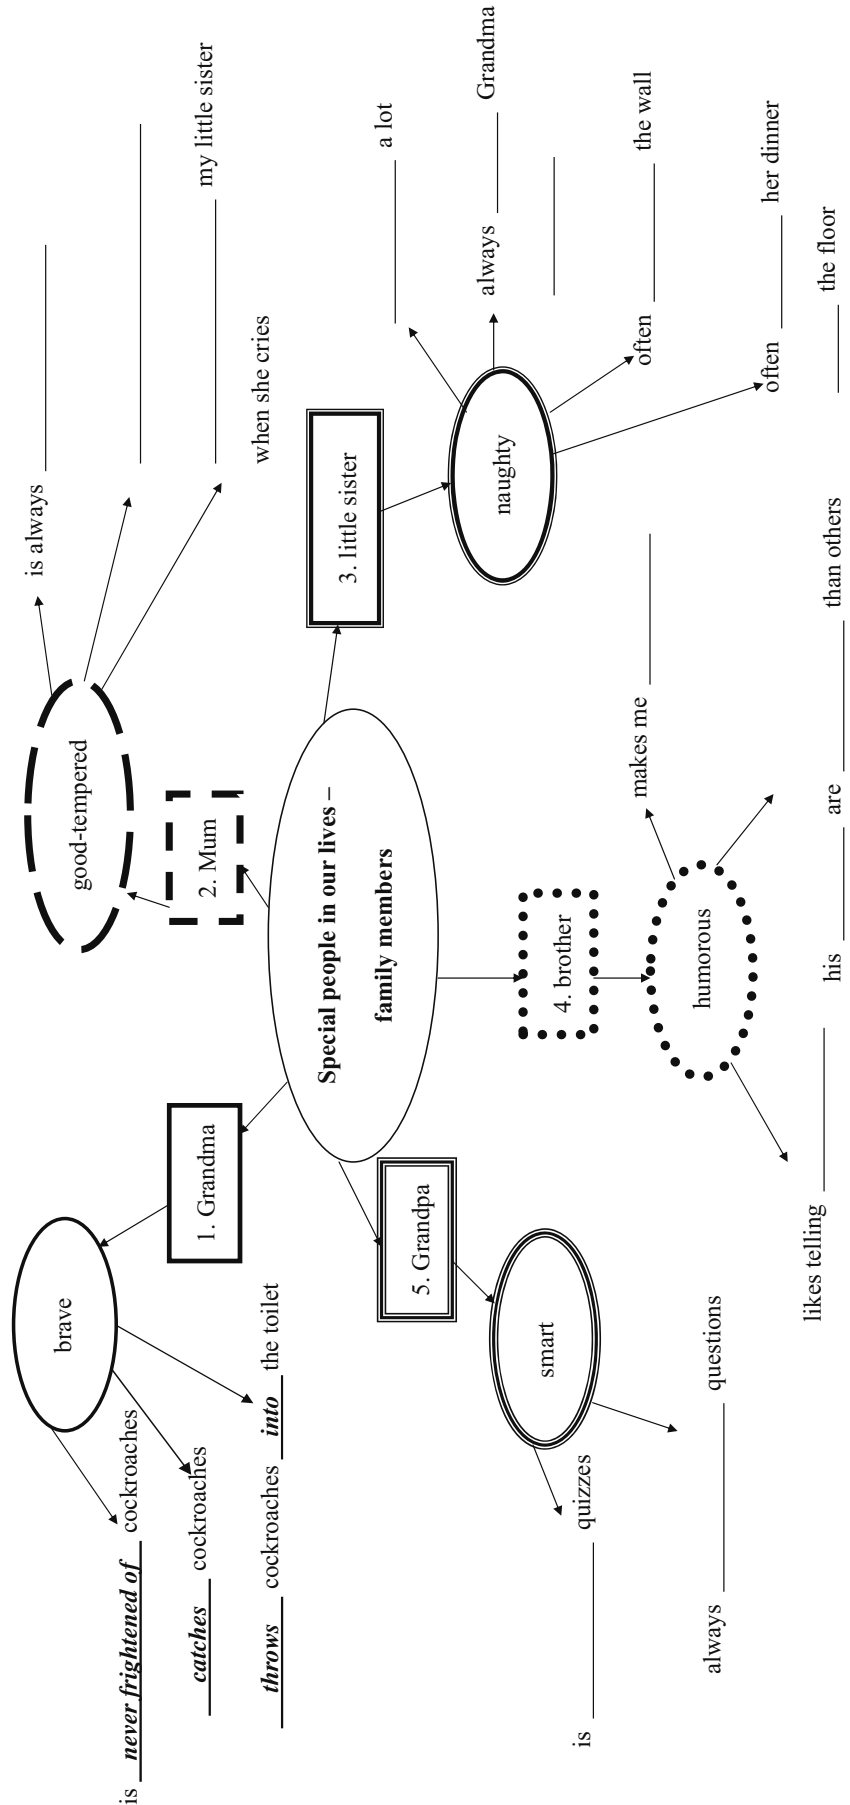 Special people in our lives –
family members
1. Grandma
brave
is never frightened of cockroaches
catches cockroaches
throws cockroaches into the toilet
2. Mum
good-tempered
is always
my little sister
when she cries
3. little sister
naughty
a lot
always Grandma
often the wall
often her dinner
the floor
4. brother
humorous
makes me
his are than others
likes telling
5. Grandpa
smart
is quizzes
always questions